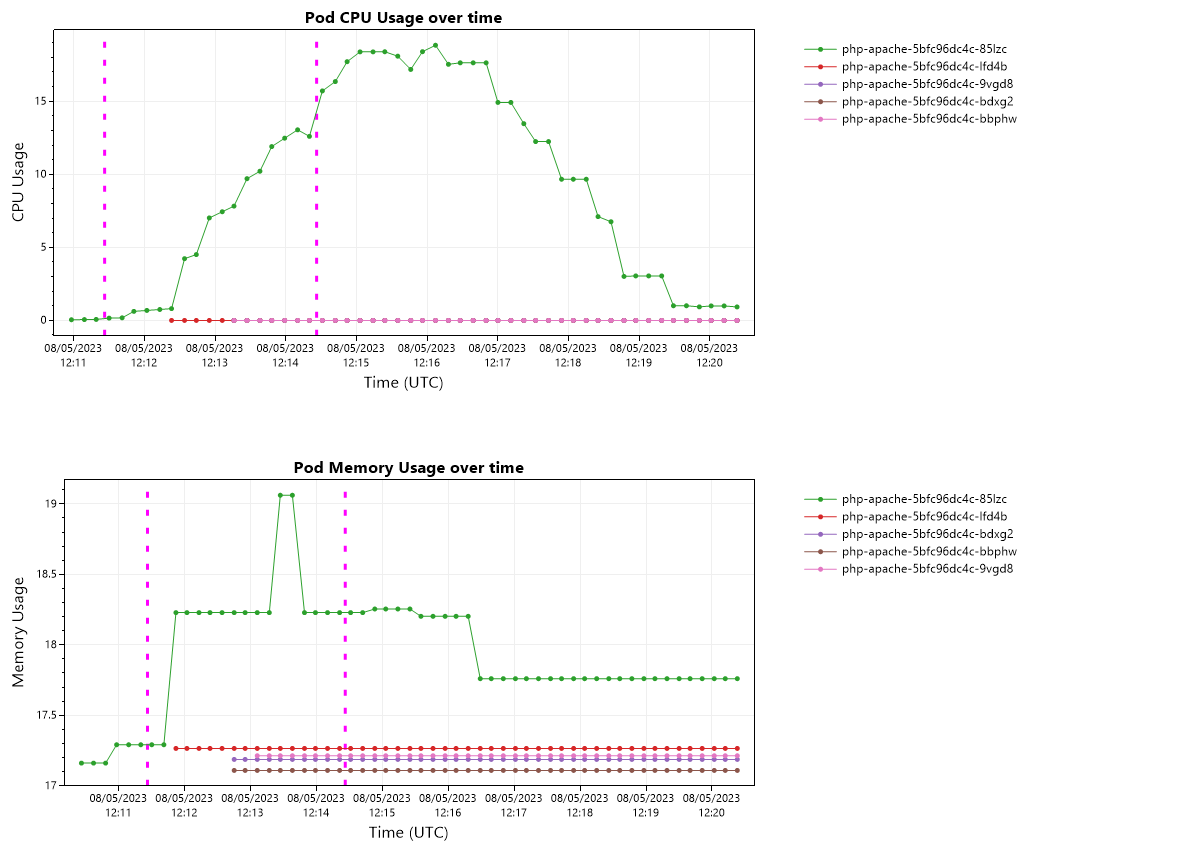 Pod CPU Usage over time
CPU Usage
15
10
5
0
08/05/2023 08/05/2023 08/05/2023 08/05/2023 08/05/2023 08/05/2023 08/05/2023 08/05/2023 08/05/2023 08/05/2023
12:11 12:12 12:13 12:14 12:15 12:16 12:17 12:18 12:19 12:20
Time (UTC)
php-apache-5bfc96dc4c-85lzc
php-apache-5bfc96dc4c-lfd4b
php-apache-5bfc96dc4c-9vgd8
php-apache-5bfc96dc4c-bdxg2
php-apache-5bfc96dc4c-bbphw
Pod Memory Usage over time
Memory Usage
19
18.5
18
17.5
17
08/05/2023 08/05/2023 08/05/2023 08/05/2023 08/05/2023 08/05/2023 08/05/2023 08/05/2023 08/05/2023 08/05/2023
12:11 12:12 12:13 12:14 12:15 12:16 12:17 12:18 12:19 12:20
Time (UTC)
php-apache-5bfc96dc4c-85lzc
php-apache-5bfc96dc4c-lfd4b
php-apache-5bfc96dc4c-bdxg2
php-apache-5bfc96dc4c-bbphw
php-apache-5bfc96dc4c-9vgd8